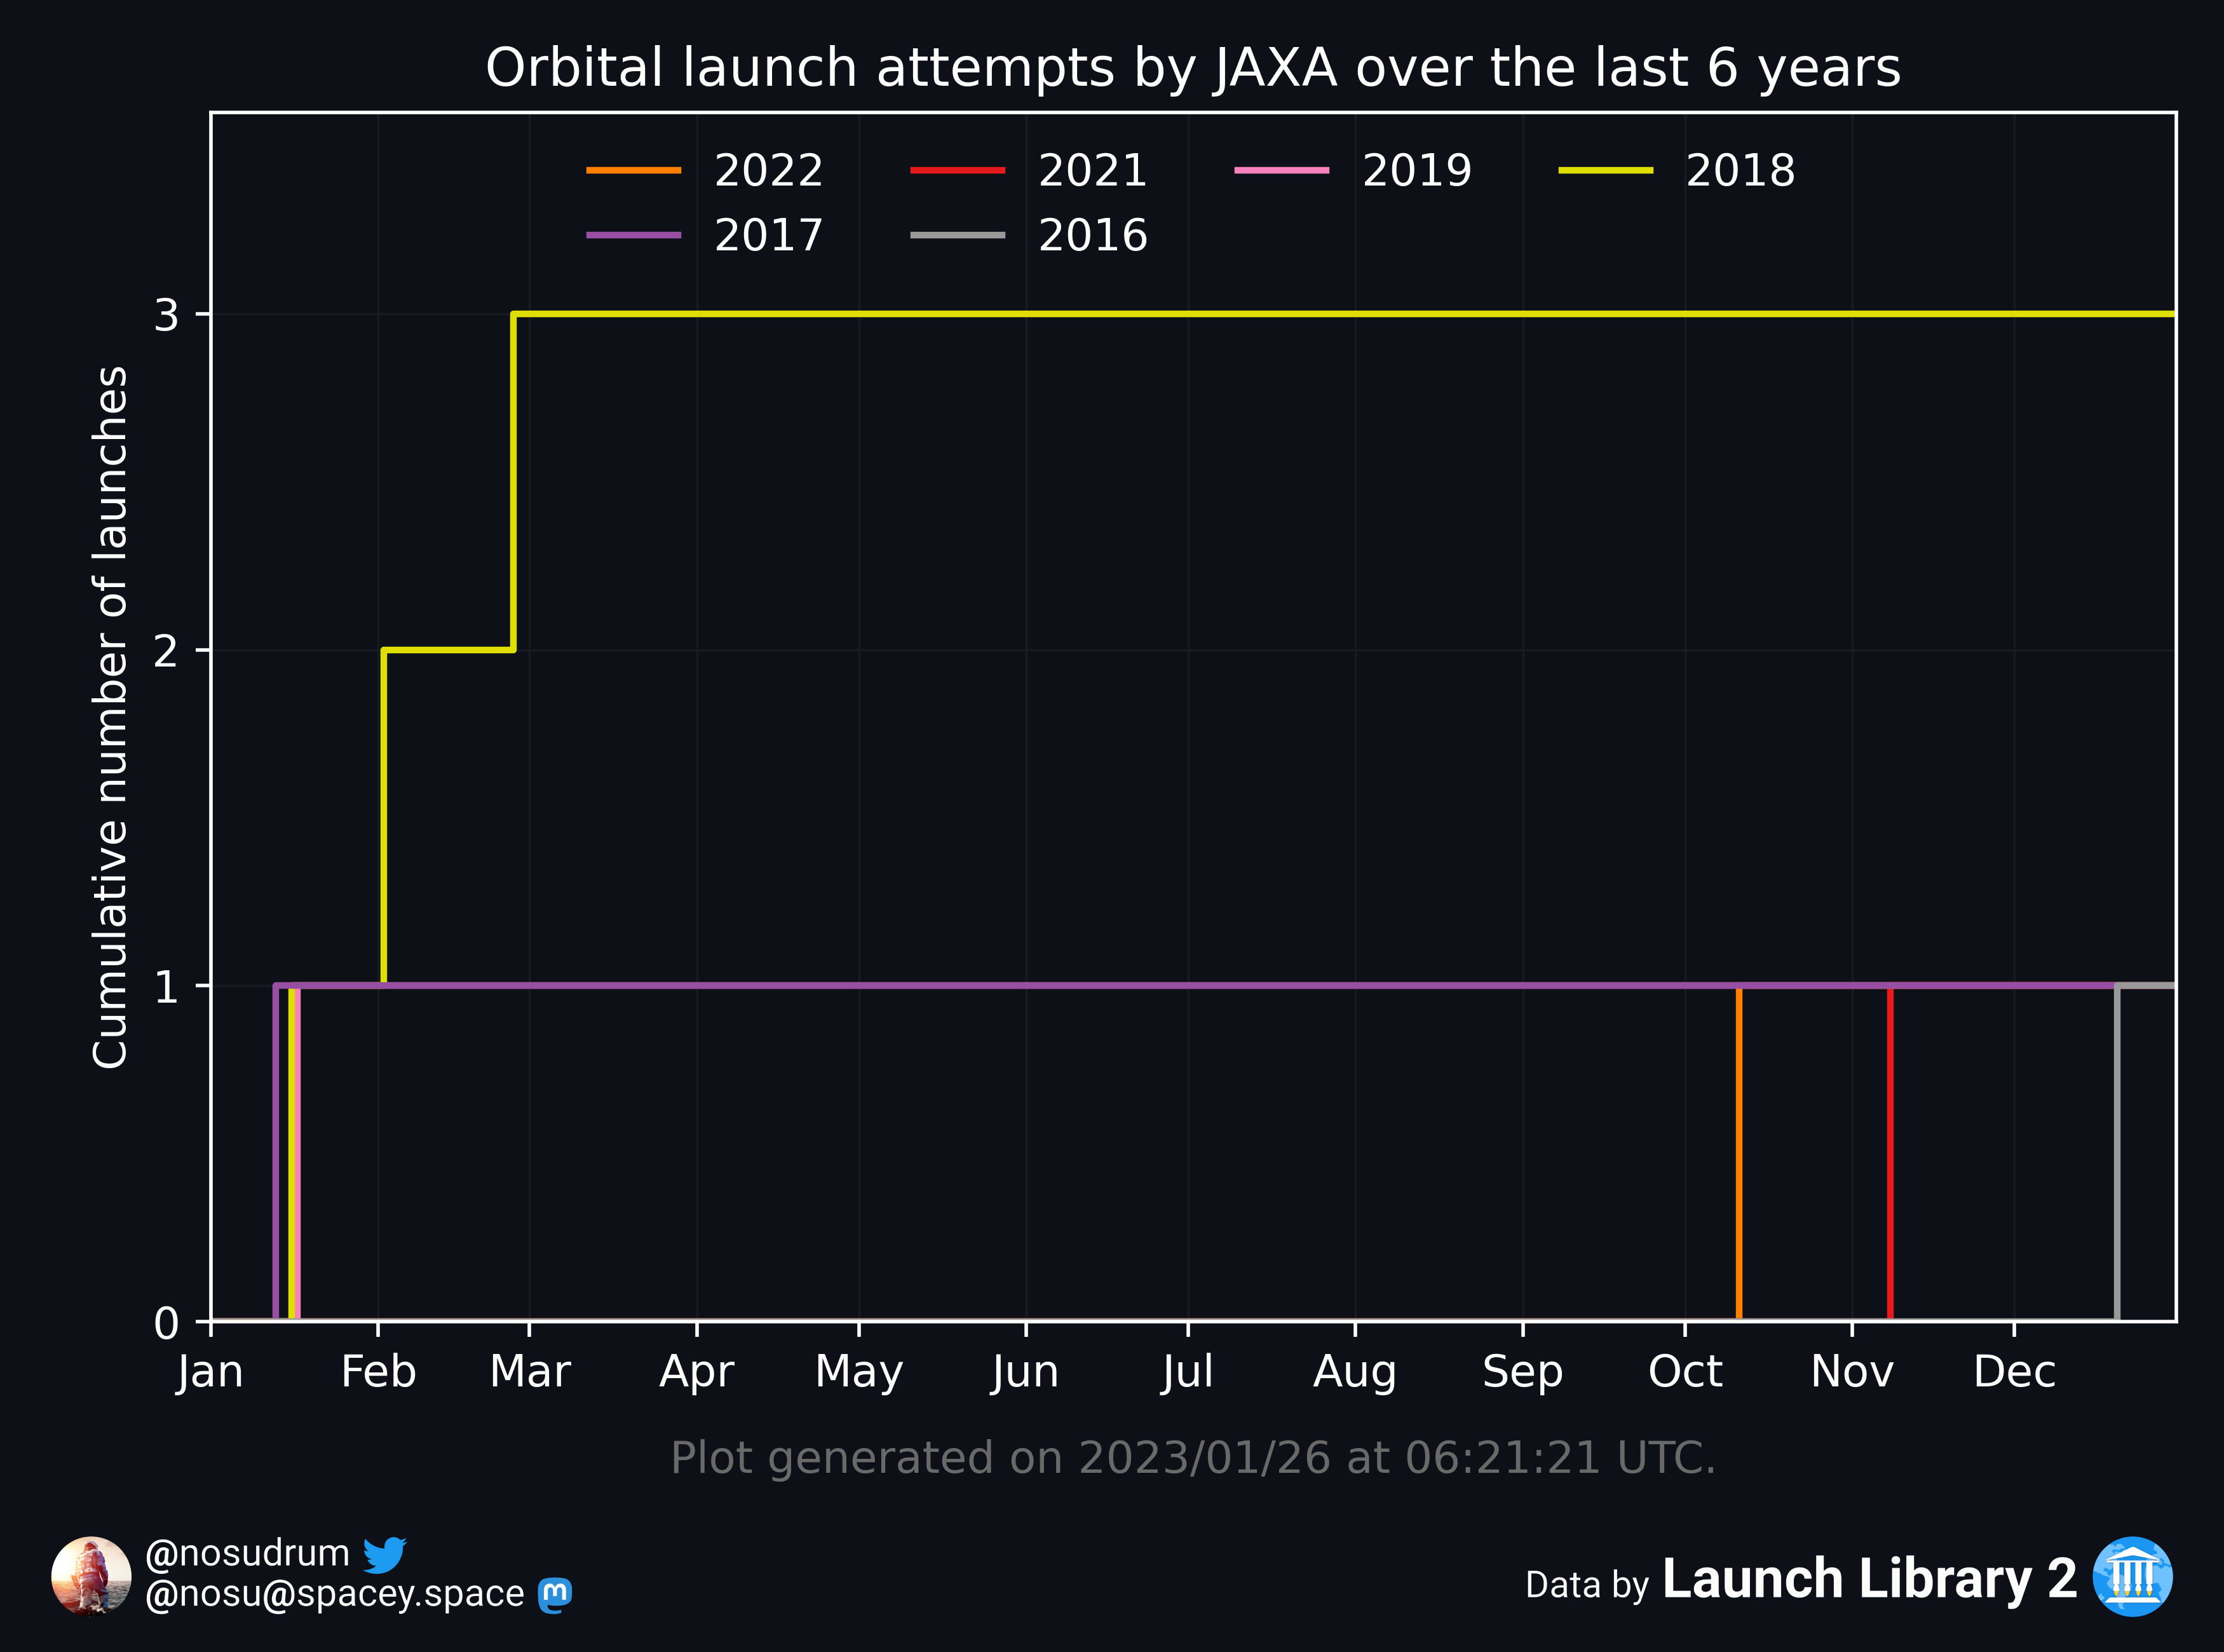 Orbital launch attempts by JAXA over the last 6 years
2022 2021 2019 2018
2017 2016
Cumulative number of launches
3
2
1
0
Jan Feb Mar Apr May Jun Jul Aug Sep Oct Nov Dec
Plot generated on 2023/01/26 at 06:21:21 UTC.
@nosudrum
@nosu@spacey.space m
Data by Launch Library 2